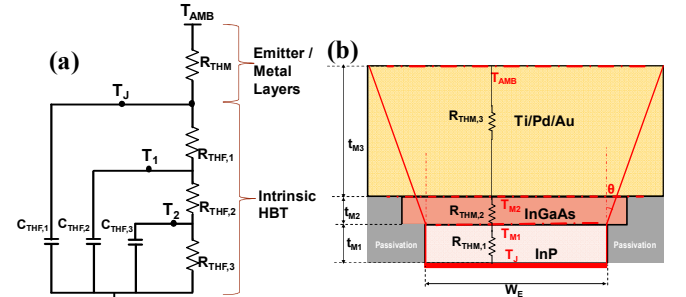 (a)
T_AMB
R_THM
Emitter /
Metal
Layers
T_J
R_THF,1
T_1
R_THF,2
T_2
C_THF,1
C_THF,2
C_THF,3
R_THF,3
Intrinsic
HBT
(b)
T_AMB
t_M3
R_THM,3
Ti/Pd/Au
θ
t_M2
R_THM,2
T_M2
InGaAs
Passivation
t_M1
R_THM,1
T_M1
T_J
InP
Passivation
W_E